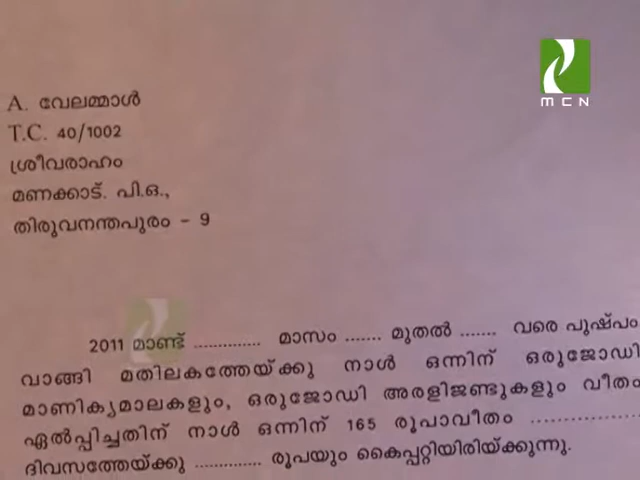 MCN
A. വേലമ്മാൾ
T.C. 40/1002
ശ്രീവരാഹം
മണക്കാട്. പി.ഒ.,
തിരുവനന്തപുരം - 9
2011 മാണ്ട് ............. മാസം ....... മുതൽ ....... വരെ പുഷ്പം
വാങ്ങി മതിലകത്തേയ്ക്കു നാൾ ഒന്നിന് ഒരുജോഡി
മാണിക്യമാലകളും, ഒരുജോഡി അരളിജണ്ടുകളും വീതം
ഏൽപ്പിച്ചതിന് നാൾ ഒന്നിന് 165 രൂപാവീതം ................
ദിവസത്തേയ്ക്കു ............. രൂപയും കൈപ്പറ്റിയിരിയ്ക്കുന്നു.